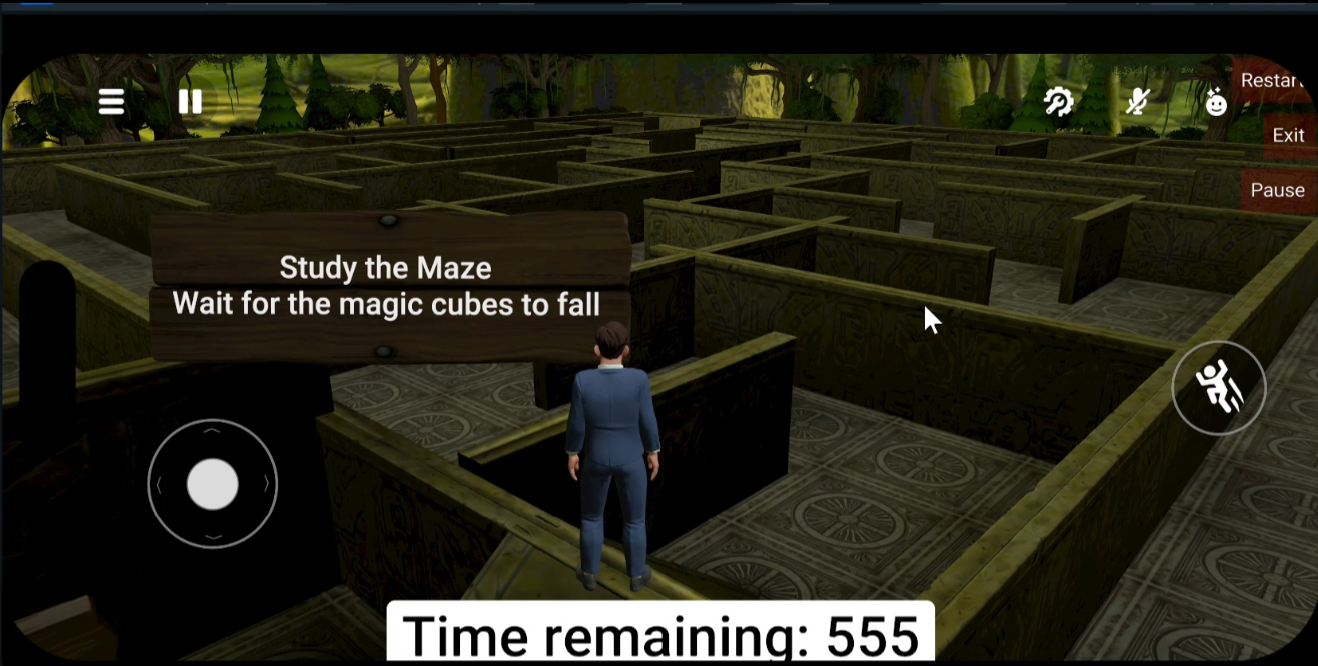 Restar
Exit
Pause
Study the Maze
Wait for the magic cubes to fall
Time remaining: 555